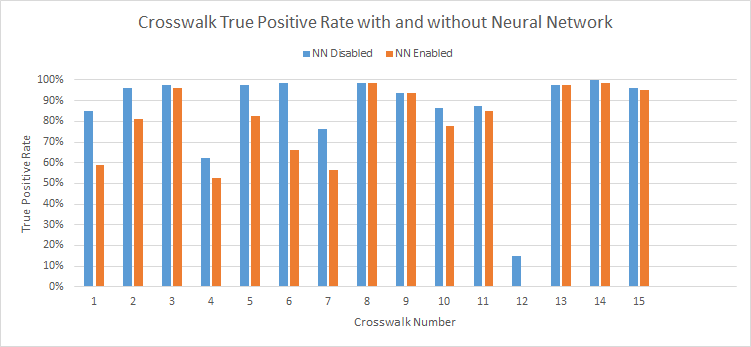 Crosswalk True Positive Rate with and without Neural Network
NN Disabled NN Enabled
100%
90%
80%
70%
60%
50%
40%
30%
20%
10%
0%
True Positive Rate
1 2 3 4 5 6 7 8 9 10 11 12 13 14 15
Crosswalk Number